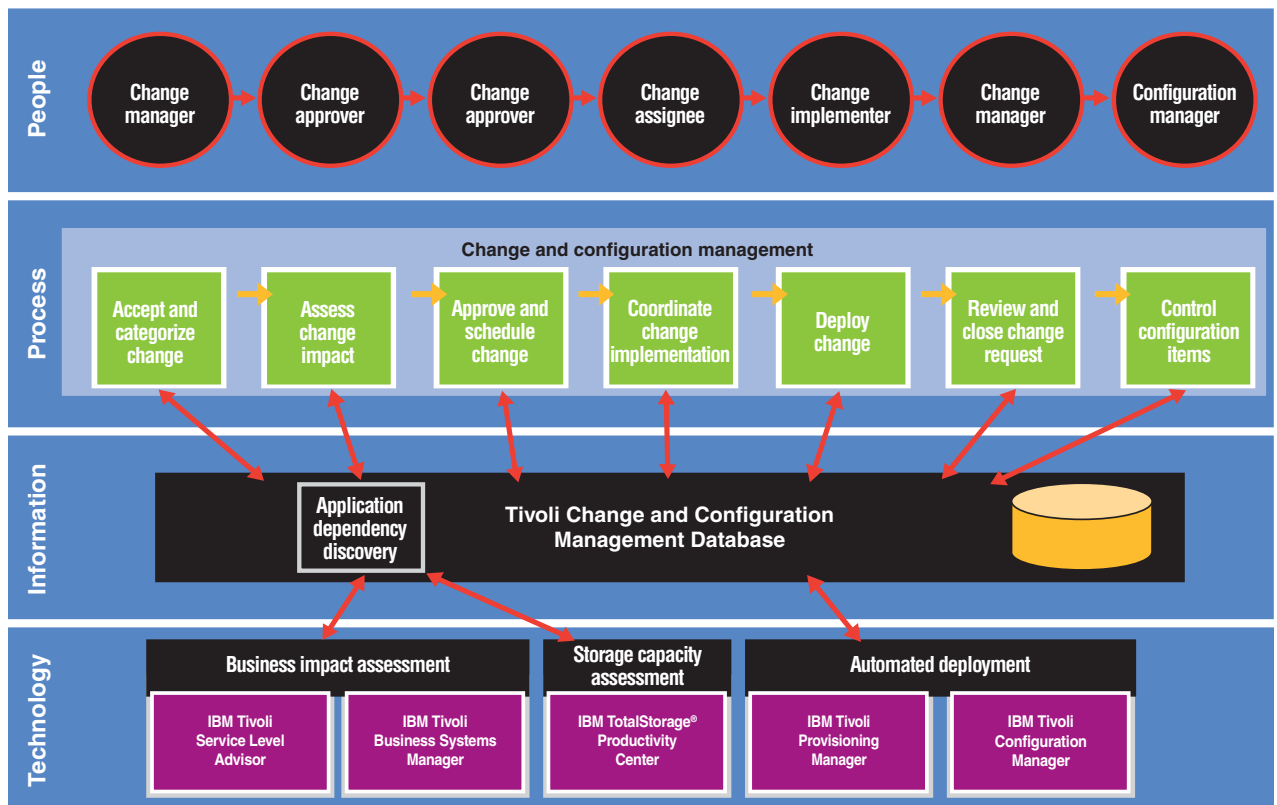 People
Change
manager
Change
approver
Change
approver
Change
assignee
Change
implementer
Change
manager
Configuration
manager
Process
Change and configuration management
Accept and
categorize
change
Assess
change
impact
Approve and
schedule
change
Coordinate
change
implementation
Deploy
change
Review and
close change
request
Control
configuration
items
Information
Application
dependency
discovery
Tivoli Change and Configuration
Management Database
Technology
Business impact assessment
Storage capacity
assessment
Automated deployment
IBM Tivoli
Service Level
Advisor
IBM Tivoli
Business Systems
Manager
IBM TotalStorage®
Productivity
Center
IBM Tivoli
Provisioning
Manager
IBM Tivoli
Configuration
Manager